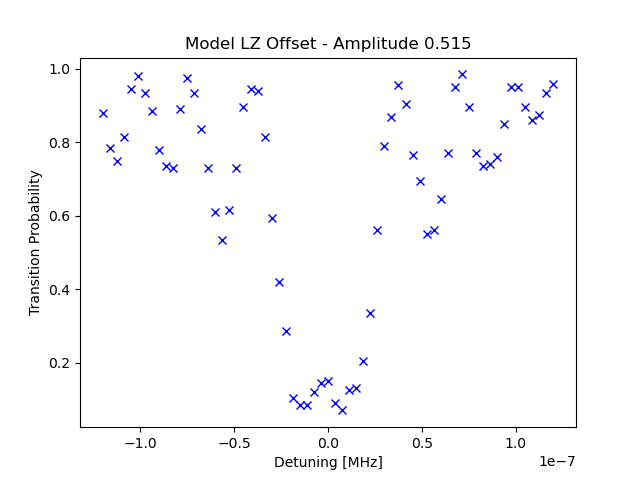 Model LZ Offset - Amplitude 0.515
Transition Probability
1.0
0.8
0.6
0.4
0.2
−1.0 −0.5 0.0 0.5 1.0
1e−7
Detuning [MHz]